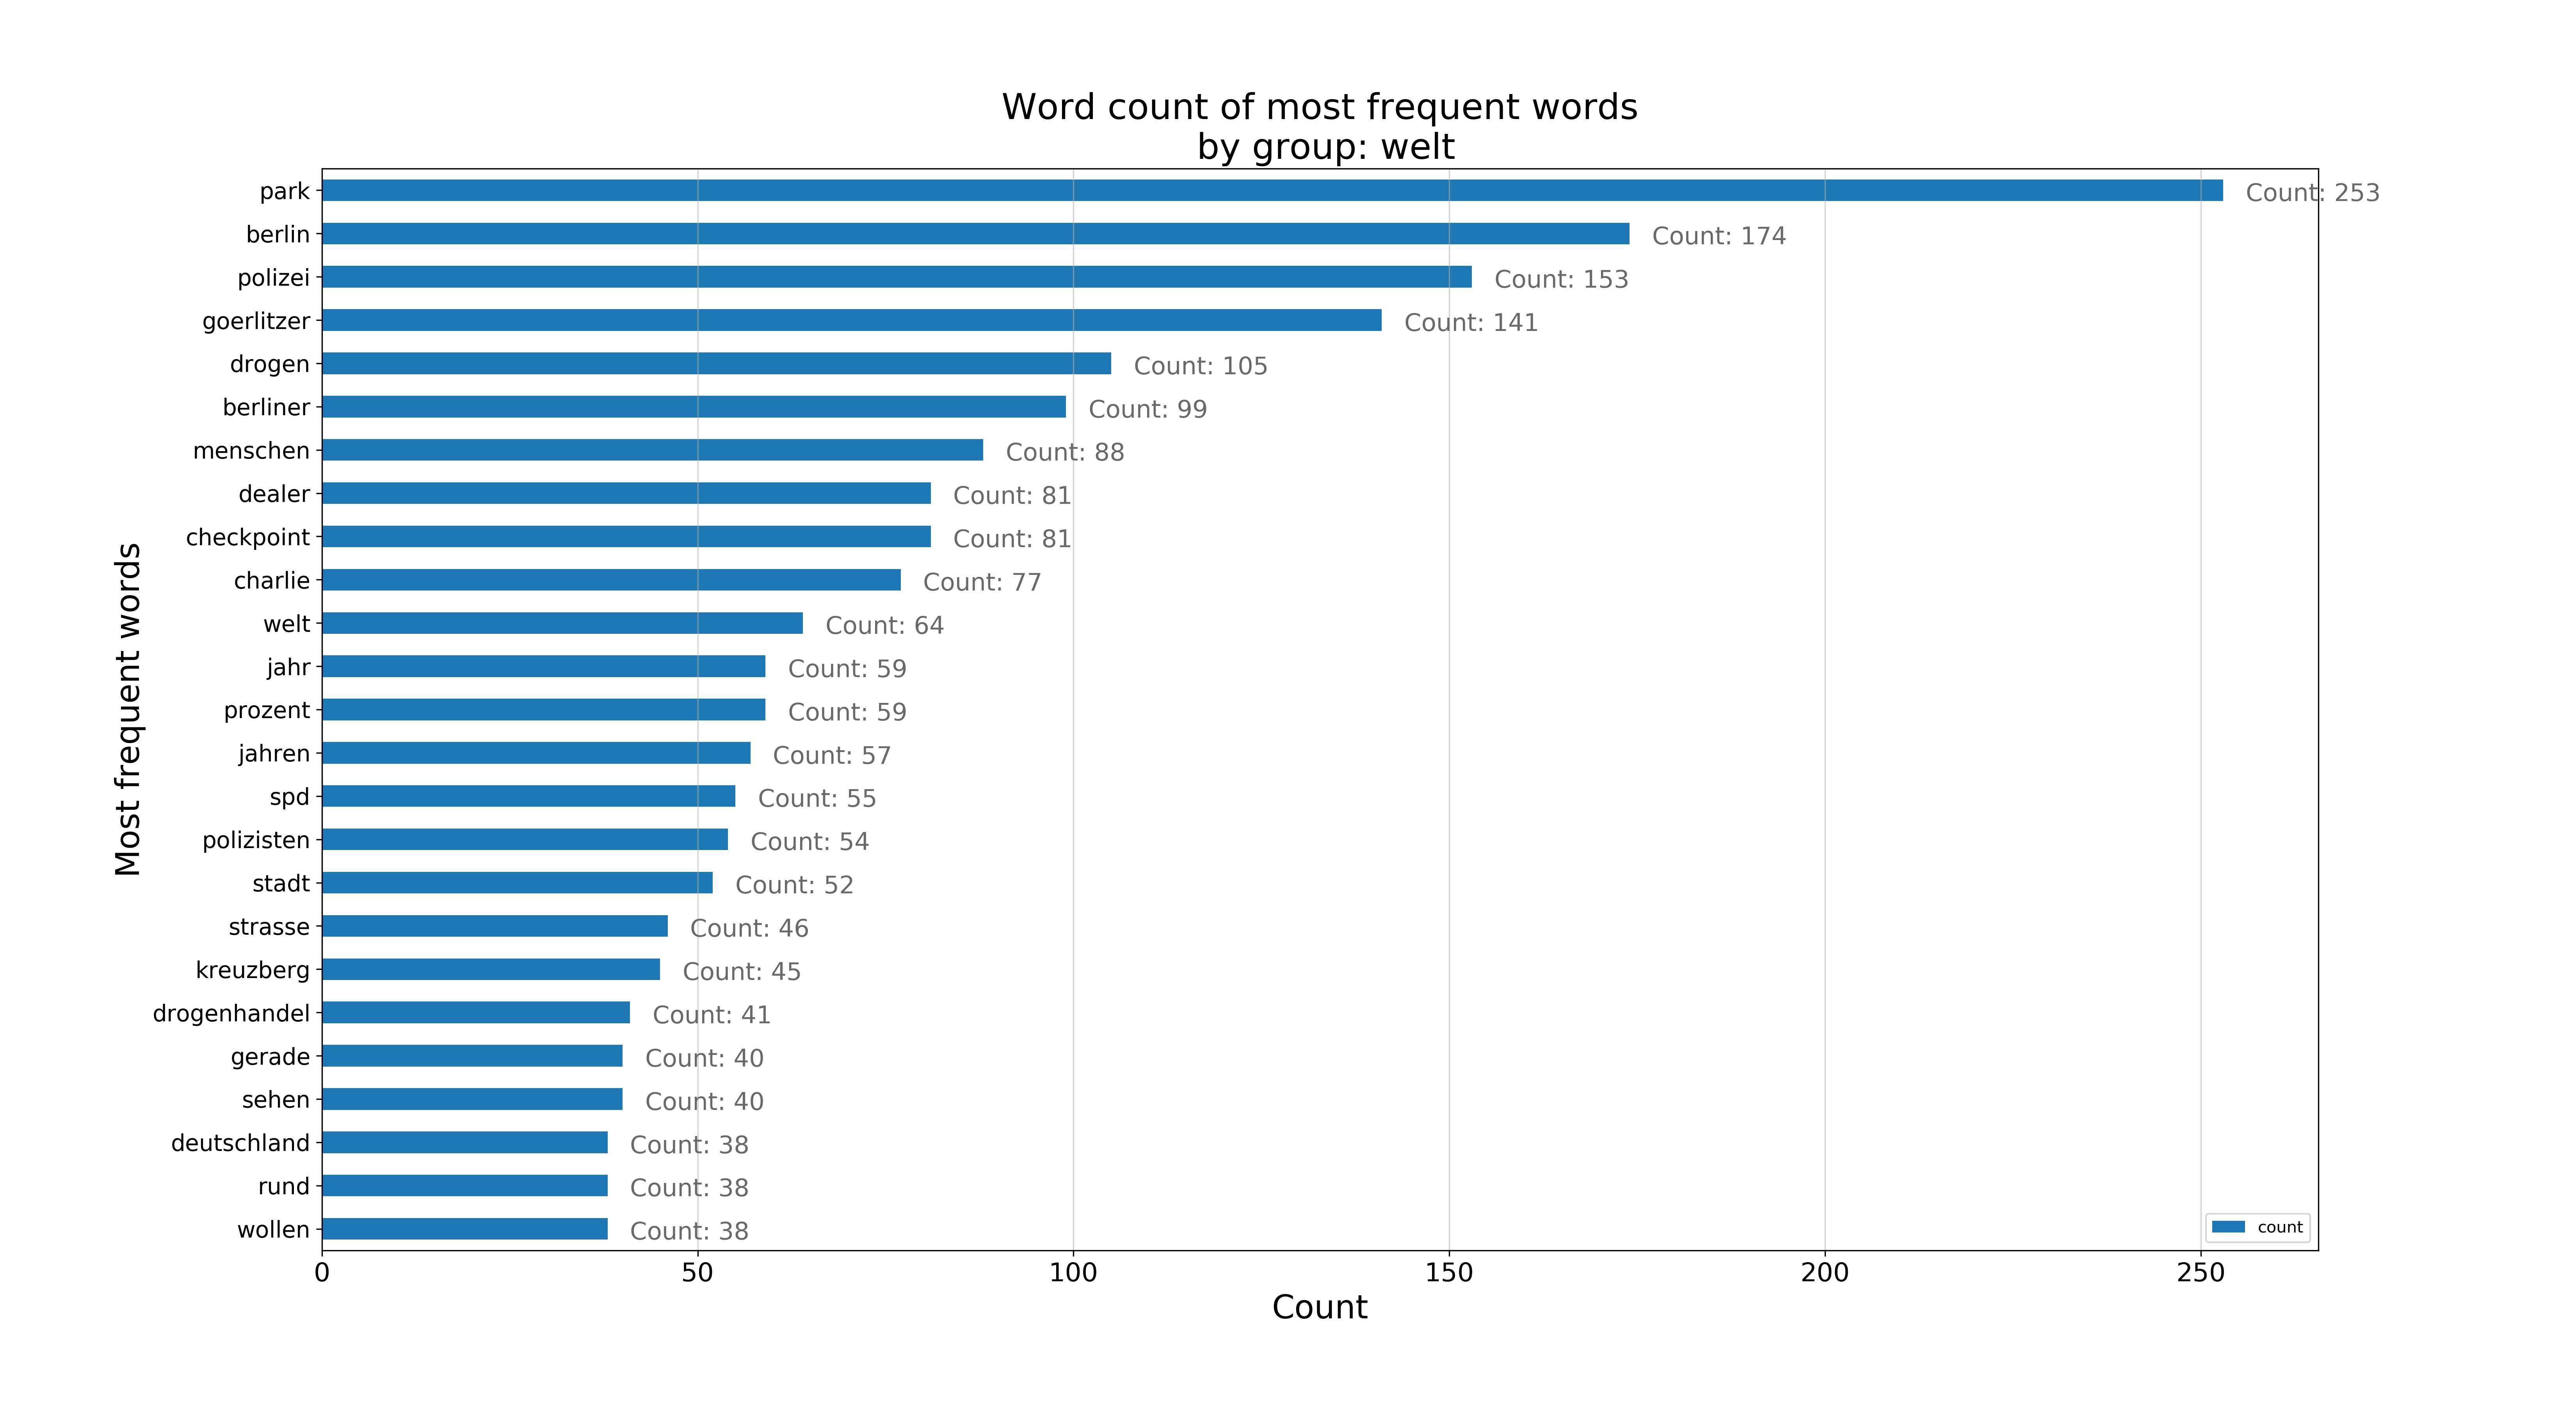 Word count of most frequent words
by group: welt
Most frequent words
park Count: 253
berlin Count: 174
polizei Count: 153
goerlitzer Count: 141
drogen Count: 105
berliner Count: 99
menschen Count: 88
dealer Count: 81
checkpoint Count: 81
charlie Count: 77
welt Count: 64
jahr Count: 59
prozent Count: 59
jahren Count: 57
spd Count: 55
polizisten Count: 54
stadt Count: 52
strasse Count: 46
kreuzberg Count: 45
drogenhandel Count: 41
gerade Count: 40
sehen Count: 40
deutschland Count: 38
rund Count: 38
wollen Count: 38
count
0 50 100 150 200 250
Count